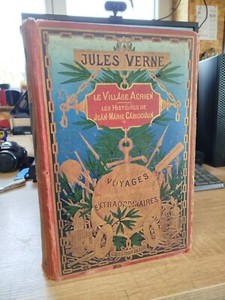 JULES VERNE
LE VILLAGE AÉRIEN
LES HISTOIRES DE
JEAN-MARIE CABIDOULIN
VOYAGES
EXTRAORDINAIRES